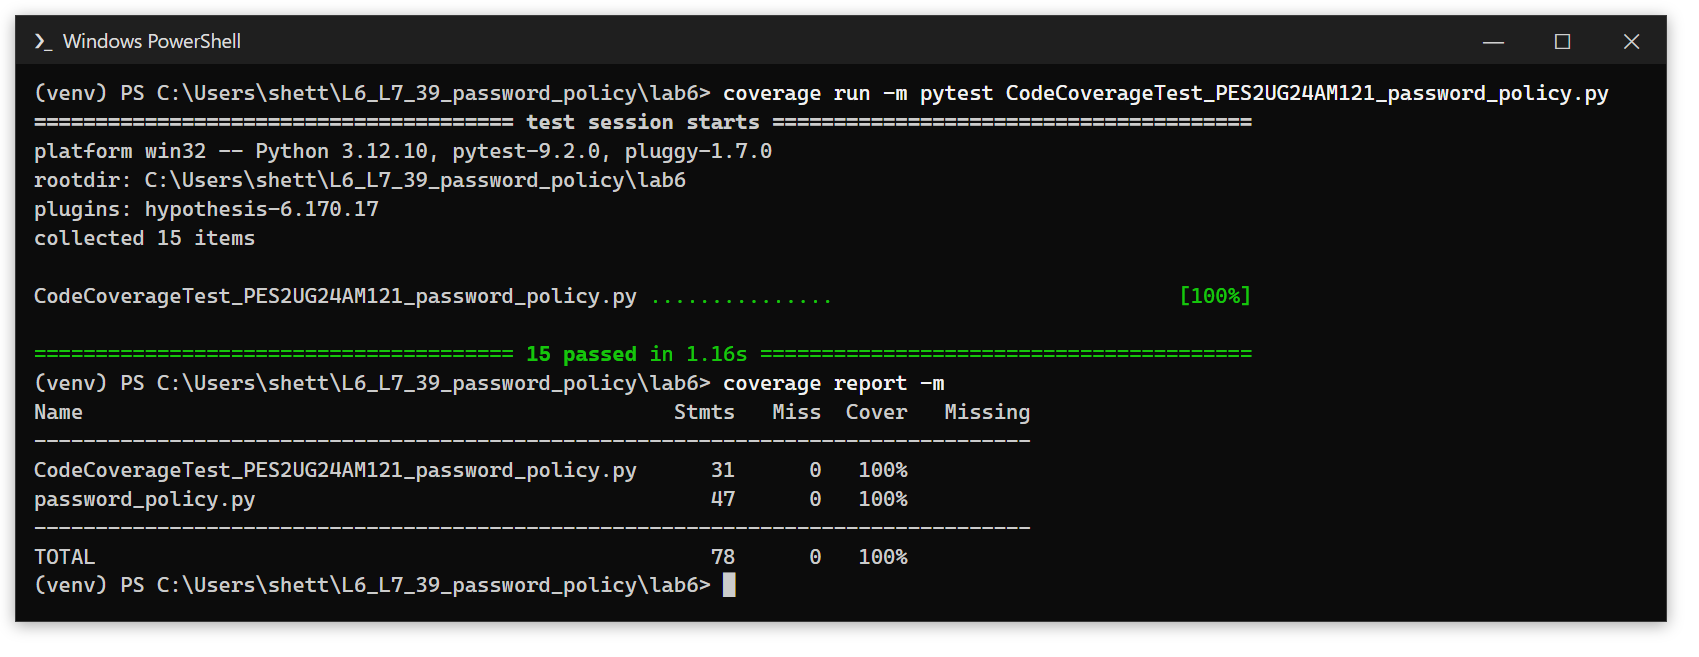 Windows PowerShell
(venv) PS C:\Users\shett\L6_L7_39_password_policy\lab6> coverage run -m pytest CodeCoverageTest_PES2UG24AM121_password_policy.py
======================================= test session starts =======================================
platform win32 -- Python 3.12.10, pytest-9.2.0, pluggy-1.7.0
rootdir: C:\Users\shett\L6_L7_39_password_policy\lab6
plugins: hypothesis-6.170.17
collected 15 items
CodeCoverageTest_PES2UG24AM121_password_policy.py ............... [100%]
======================================= 15 passed in 1.16s ========================================
(venv) PS C:\Users\shett\L6_L7_39_password_policy\lab6> coverage report -m
Name Stmts Miss Cover Missing
---------------------------------------------------------------------------------
CodeCoverageTest_PES2UG24AM121_password_policy.py 31 0 100%
password_policy.py 47 0 100%
---------------------------------------------------------------------------------
TOTAL 78 0 100%
(venv) PS C:\Users\shett\L6_L7_39_password_policy\lab6>